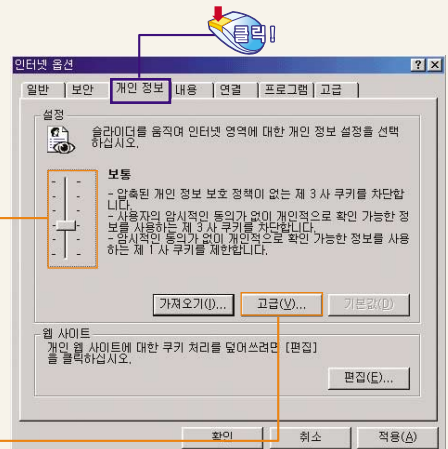 클릭!
인터넷 옵션
일반 보안 개인 정보 내용 연결 프로그램 고급
설정
슬라이더를 움직여 인터넷 영역에 대한 개인 정보 설정을 선택
하십시오.
보통
- 압축된 개인 정보 보호 정책이 없는 제 3 사 쿠키를 차단합
니다.
- 사용자의 암시적인 동의가 없이 개인적으로 확인 가능한 정
보를 사용하는 제 3 사 쿠키를 차단합니다.
- 암시적인 동의가 없이 개인적으로 확인 가능한 정보를 사용
하는 제 1 사 쿠키를 제한합니다.
가져오기(I)... 고급(V)... 기본값(D)
웹 사이트
개인 웹 사이트에 대한 쿠키 처리를 덮어쓰려면 [편집]
을 클릭하십시오.
편집(E)...
확인 취소 적용(A)